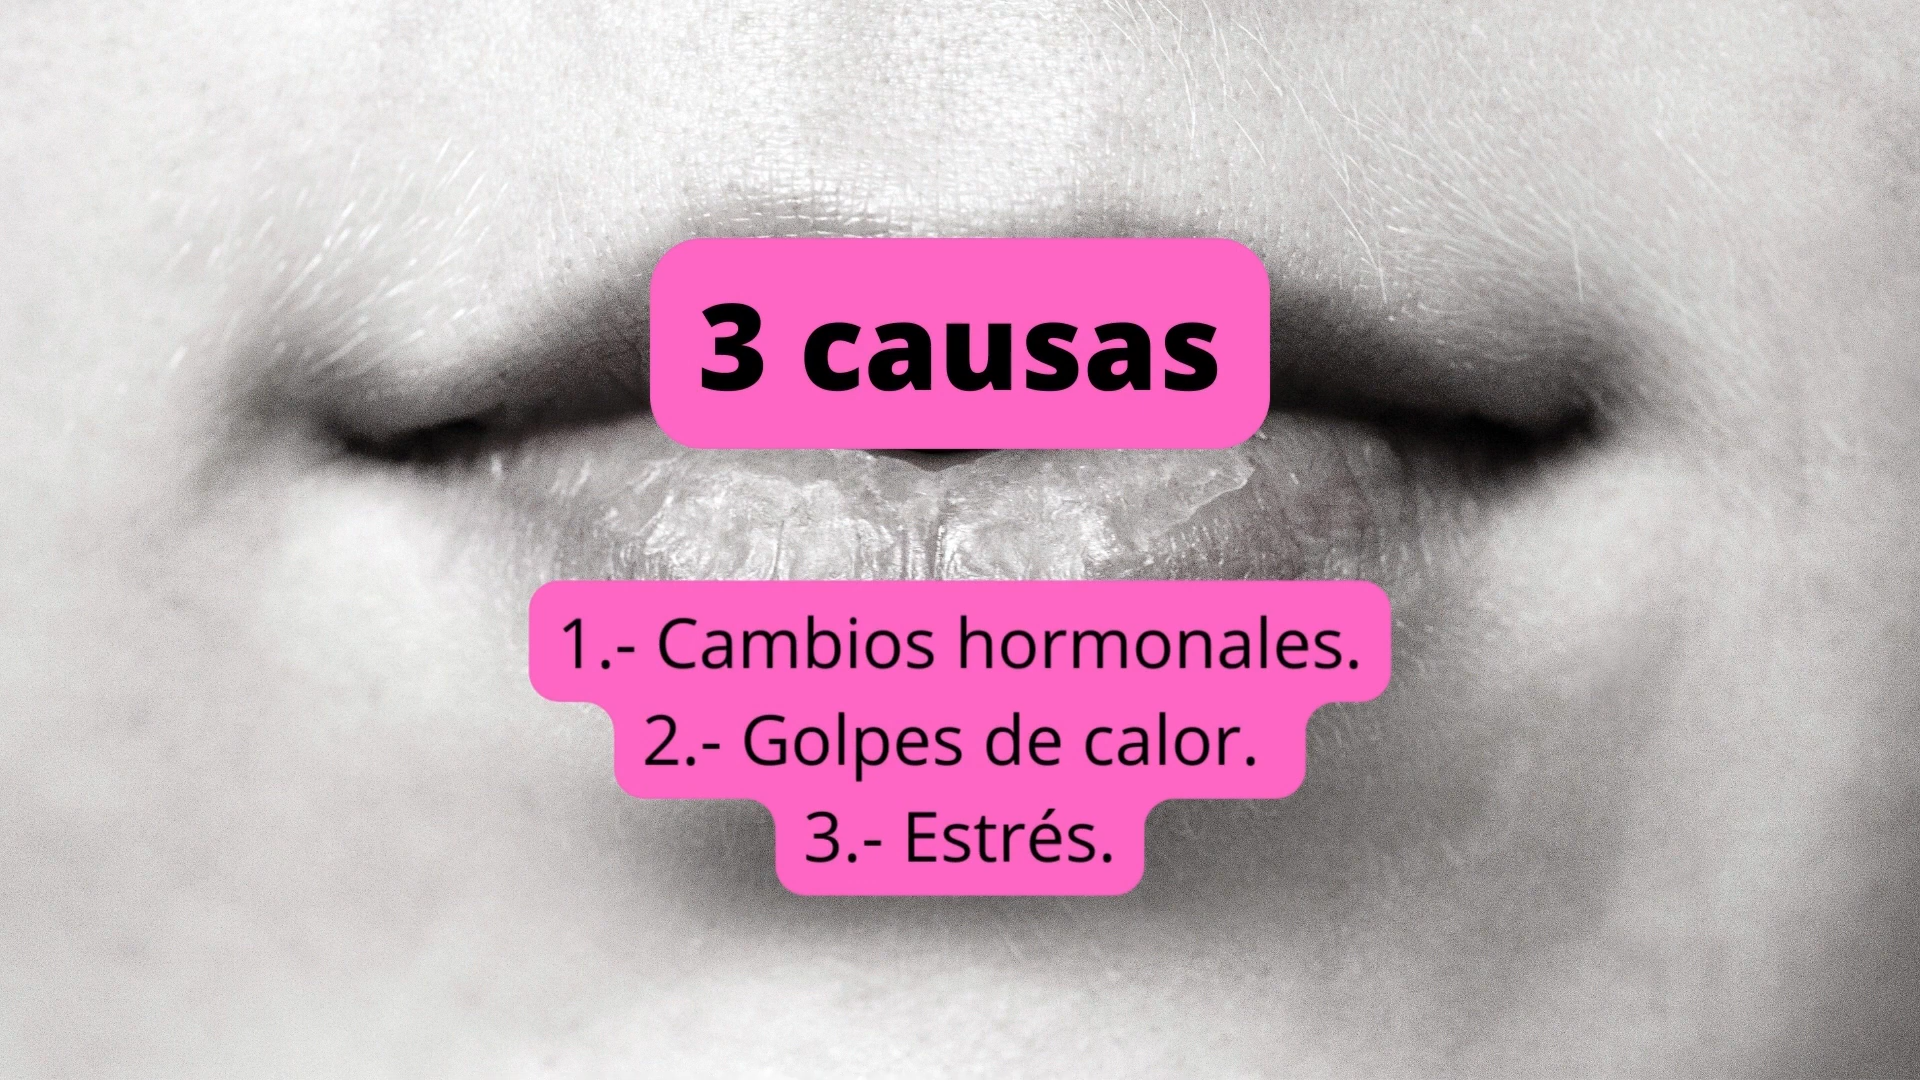 3 causas
1.- Cambios hormonales.
2.- Golpes de calor.
3.- Estrés.